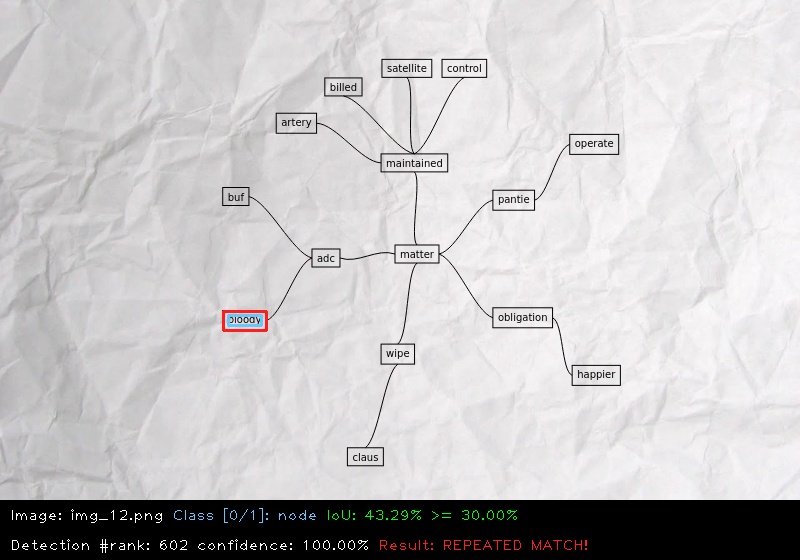 satellite
control
billed
artery
operate
maintained
buf
pantie
adc
matter
bloody
obligation
wipe
happier
claus
Image: img_12.png Class [0/1]: node IoU: 43.29% >= 30.00%
Detection #rank: 602 confidence: 100.00% Result: REPEATED MATCH!